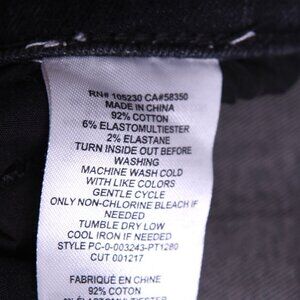 RN# 105230 CA#58350
MADE IN CHINA
92% COTTON
6% ELASTOMULTIESTER
2% ELASTANE
TURN INSIDE OUT BEFORE
WASHING
MACHINE WASH COLD
WITH LIKE COLORS
GENTLE CYCLE
ONLY NON-CHLORINE BLEACH IF
NEEDED
TUMBLE DRY LOW
COOL IRON IF NEEDED
STYLE PC-0-003243-PT1280
CUT 001217
FABRIQUÉ EN CHINE
92% COTON